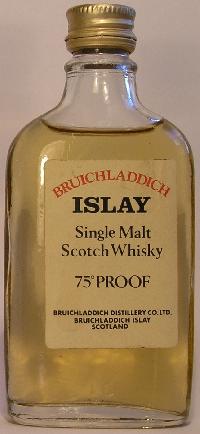 BRUICHLADDICH
ISLAY
Single Malt
Scotch Whisky
75° PROOF
BRUICHLADDICH DISTILLERY CO. LTD.
BRUICHLADDICH ISLAY
SCOTLAND